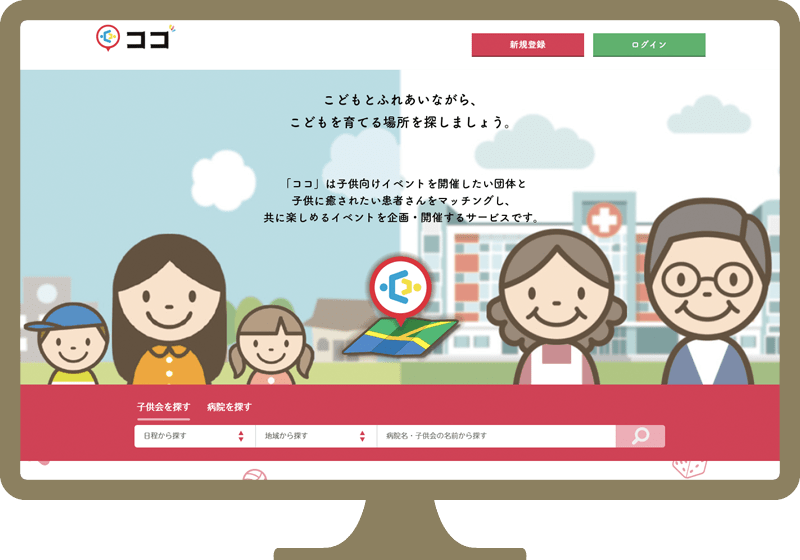 ココ
新規登録
ログイン
こどもとふれあいながら、
こどもを育てる場所を探しましょう。
「ココ」は子供向けイベントを開催したい団体と
子供に癒されたい患者さんをマッチングし、
共に楽しめるイベントを企画・開催するサービスです。
子供会を探す
病院を探す
日程から探す
地域から探す
病院名・子供会の名前から探す